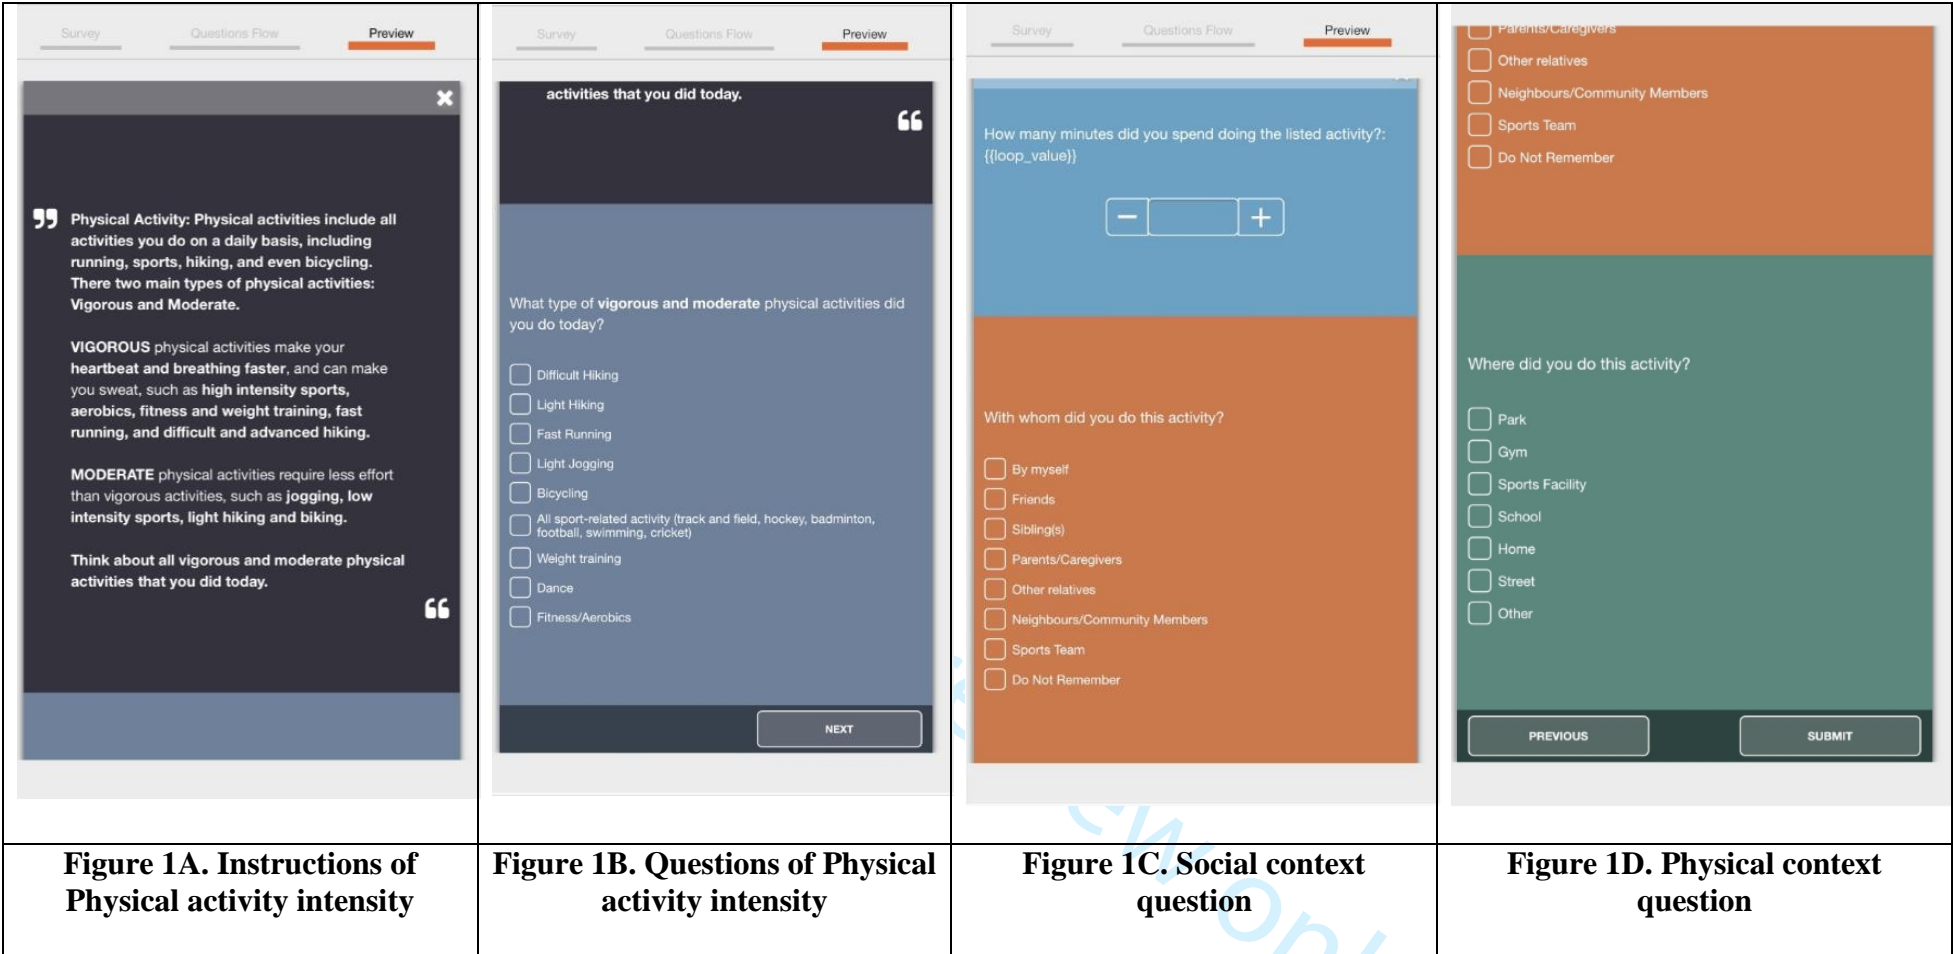 Survey
Questions Flow
Preview
Physical Activity: Physical activities include all
activities you do on a daily basis, including
running, sports, hiking, and even bicycling.
There two main types of physical activities:
Vigorous and Moderate.
VIGOROUS physical activities make your
heartbeat and breathing faster, and can make
you sweat, such as high intensity sports,
aerobics, fitness and weight training, fast
running, and difficult and advanced hiking.
MODERATE physical activities require less effort
than vigorous activities, such as jogging, low
intensity sports, light hiking and biking.
Think about all vigorous and moderate physical
activities that you did today.
Figure 1A. Instructions of
Physical activity intensity
Survey
Questions Flow
Preview
activities that you did today.
What type of vigorous and moderate physical activities did
you do today?
Difficult Hiking
Light Hiking
Fast Running
Light Jogging
Bicycling
All sport-related activity (track and field, hockey, badminton,
football, swimming, cricket)
Weight training
Dance
Fitness/Aerobics
NEXT
Figure 1B. Questions of Physical
activity intensity
Survey
Questions Flow
Preview
How many minutes did you spend doing the listed activity?:
{{loop_value}}
With whom did you do this activity?
By myself
Friends
Sibling(s)
Parents/Caregivers
Other relatives
Neighbours/Community Members
Sports Team
Do Not Remember
Figure 1C. Social context
question
Parents/Caregivers
Other relatives
Neighbours/Community Members
Sports Team
Do Not Remember
Where did you do this activity?
Park
Gym
Sports Facility
School
Home
Street
Other
PREVIOUS
SUBMIT
Figure 1D. Physical context
question